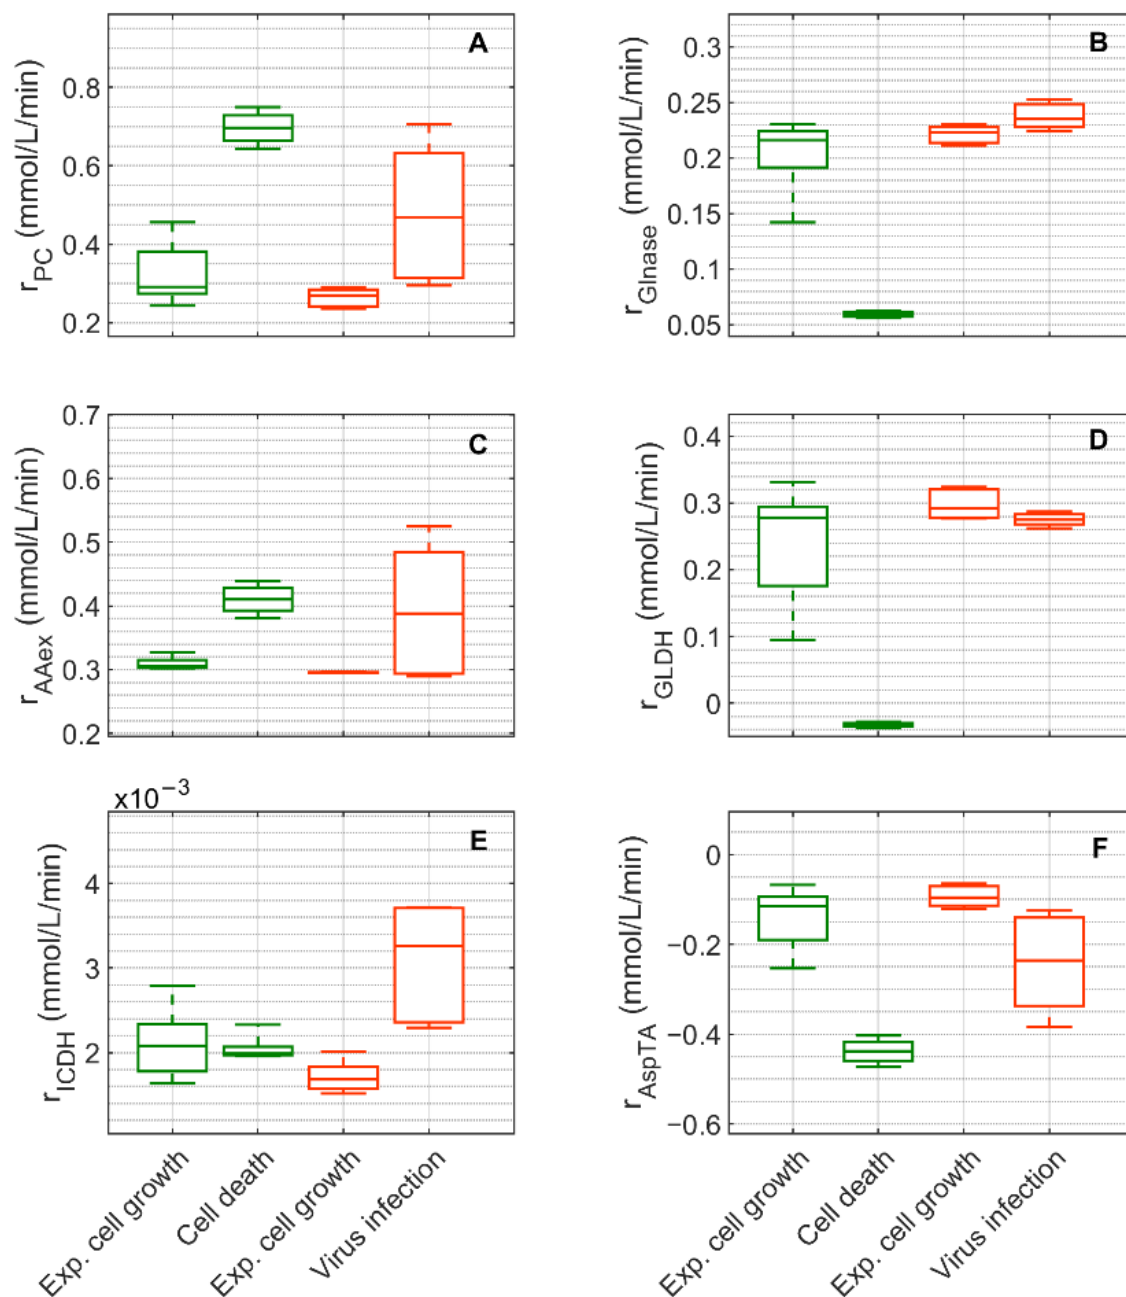 A
0.8
0.6
0.4
0.2
r_PC (mmol/L/min)
B
0.3
0.25
0.2
0.15
0.1
0.05
r_Glnase (mmol/L/min)
C
0.7
0.6
0.5
0.4
0.3
0.2
r_AAex (mmol/L/min)
D
0.4
0.3
0.2
0.1
0
r_GLDH (mmol/L/min)
x10^−3
E
4
3
2
r_ICDH (mmol/L/min)
F
0
−0.2
−0.4
−0.6
r_AspTA (mmol/L/min)
Exp. cell growth
Cell death
Exp. cell growth
Virus infection
Exp. cell growth
Cell death
Exp. cell growth
Virus infection